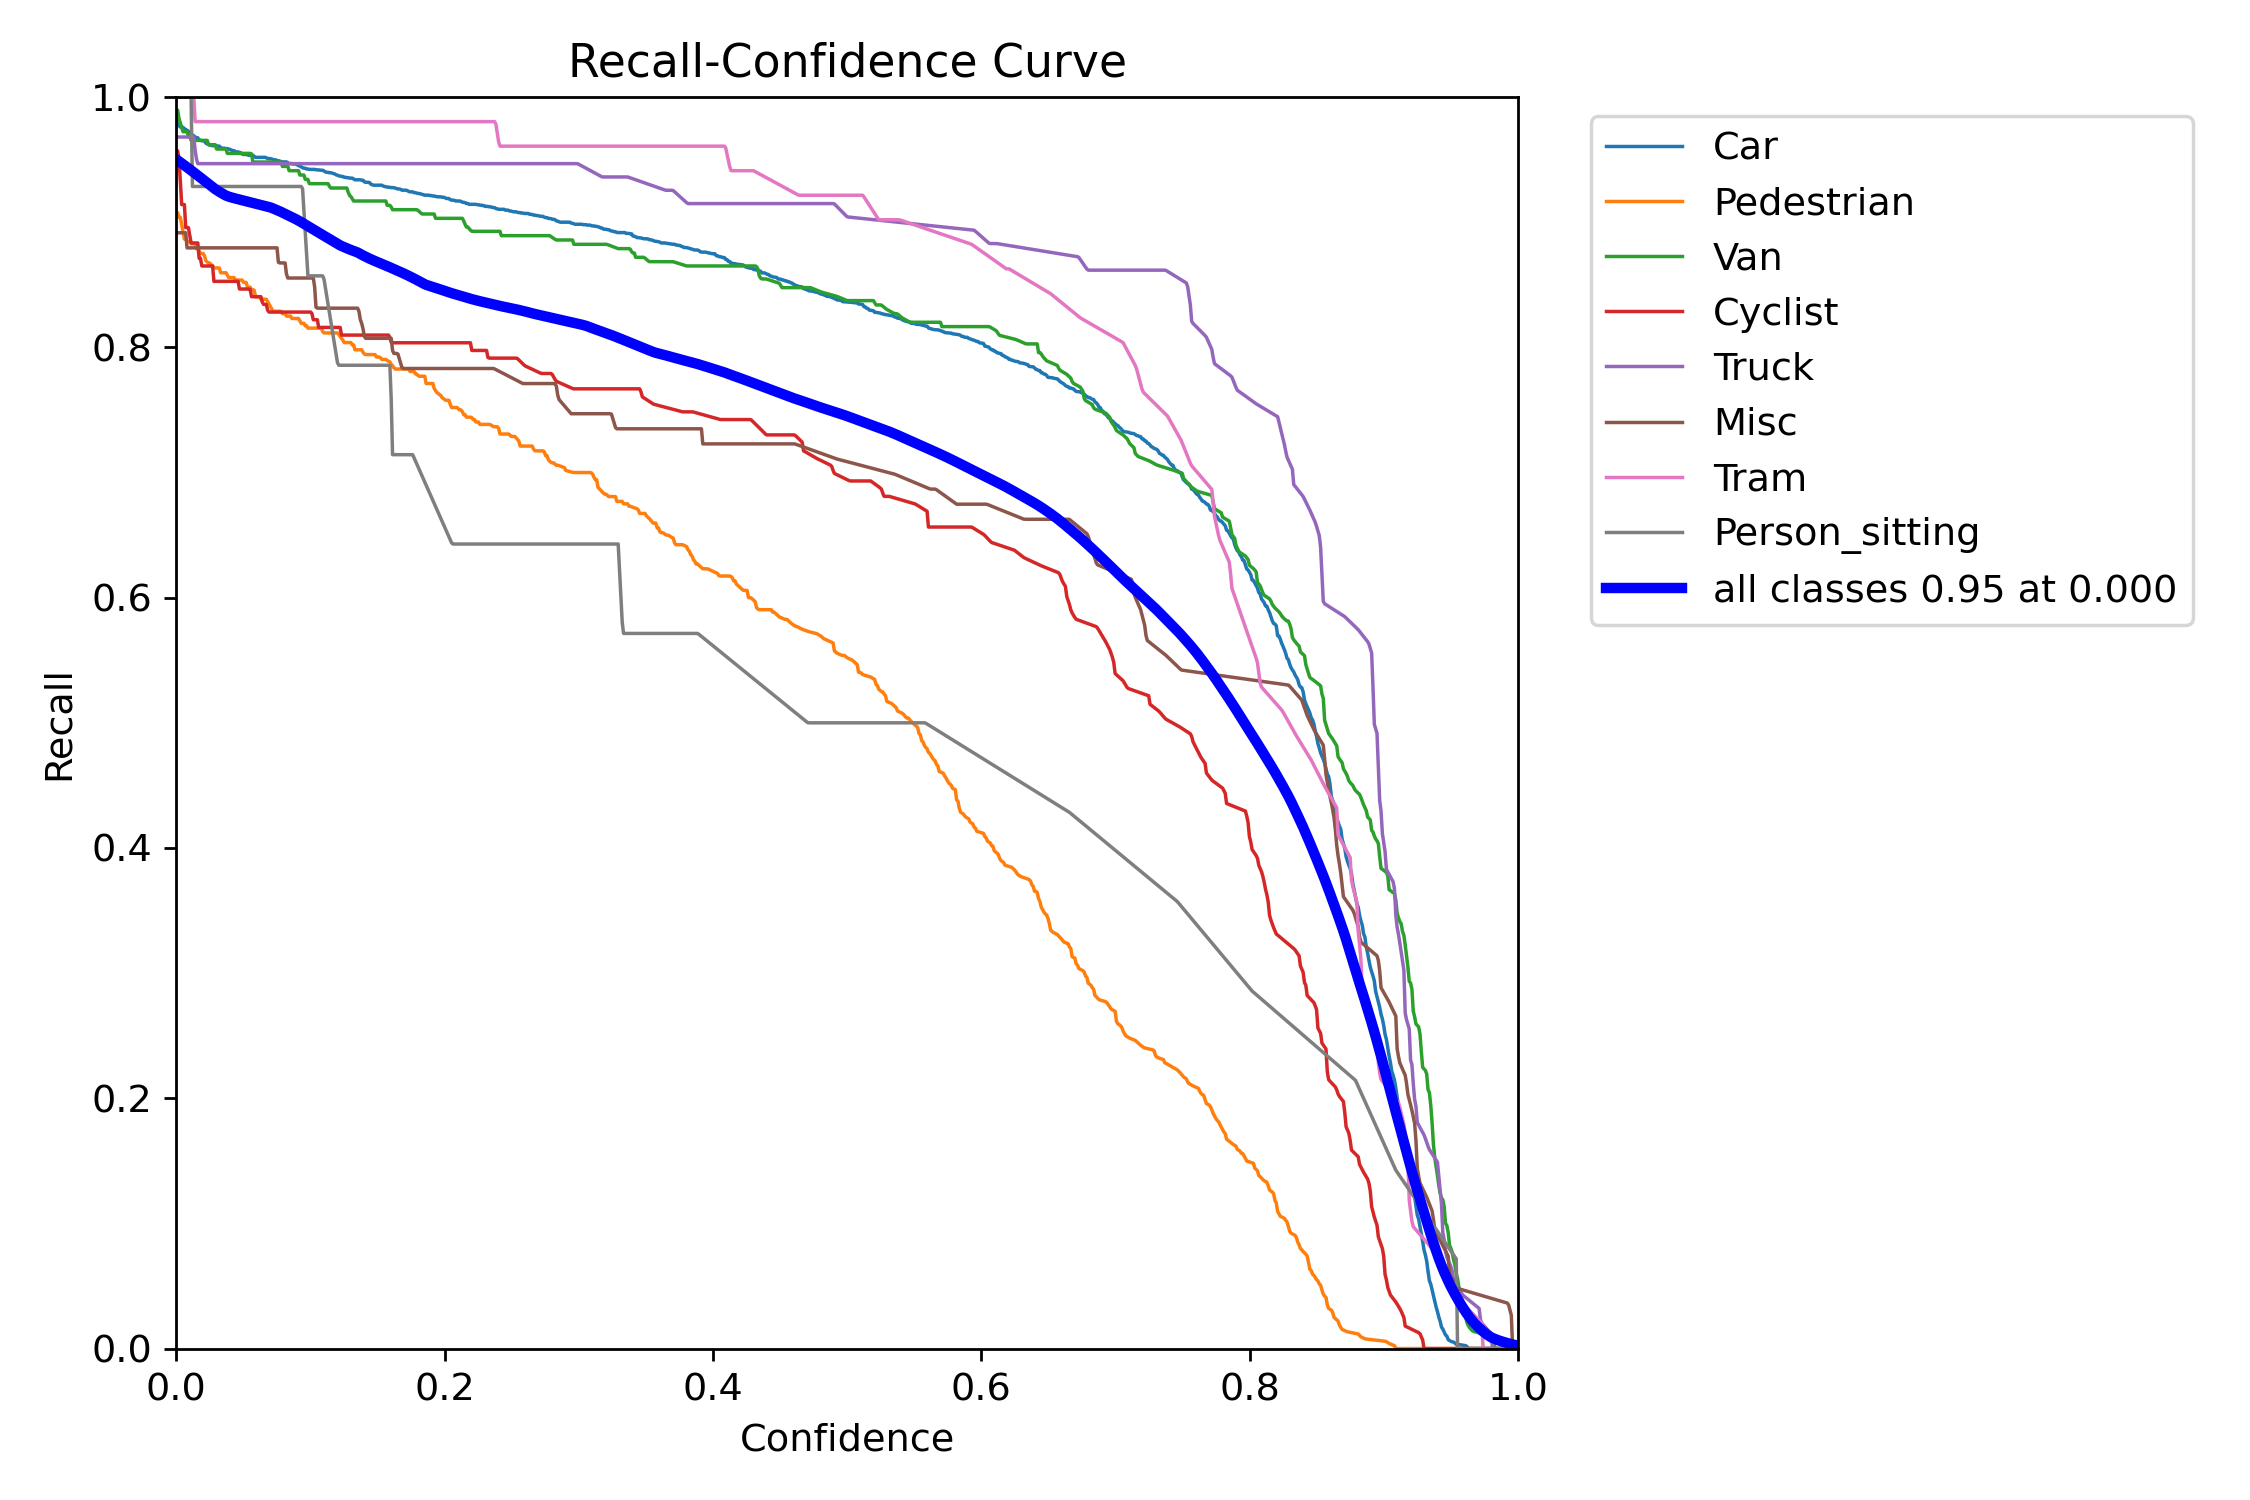 Recall-Confidence Curve
1.0
0.8
0.6
0.4
0.2
0.0
Recall
0.0 0.2 0.4 0.6 0.8 1.0
Confidence
Car
Pedestrian
Van
Cyclist
Truck
Misc
Tram
Person_sitting
all classes 0.95 at 0.000